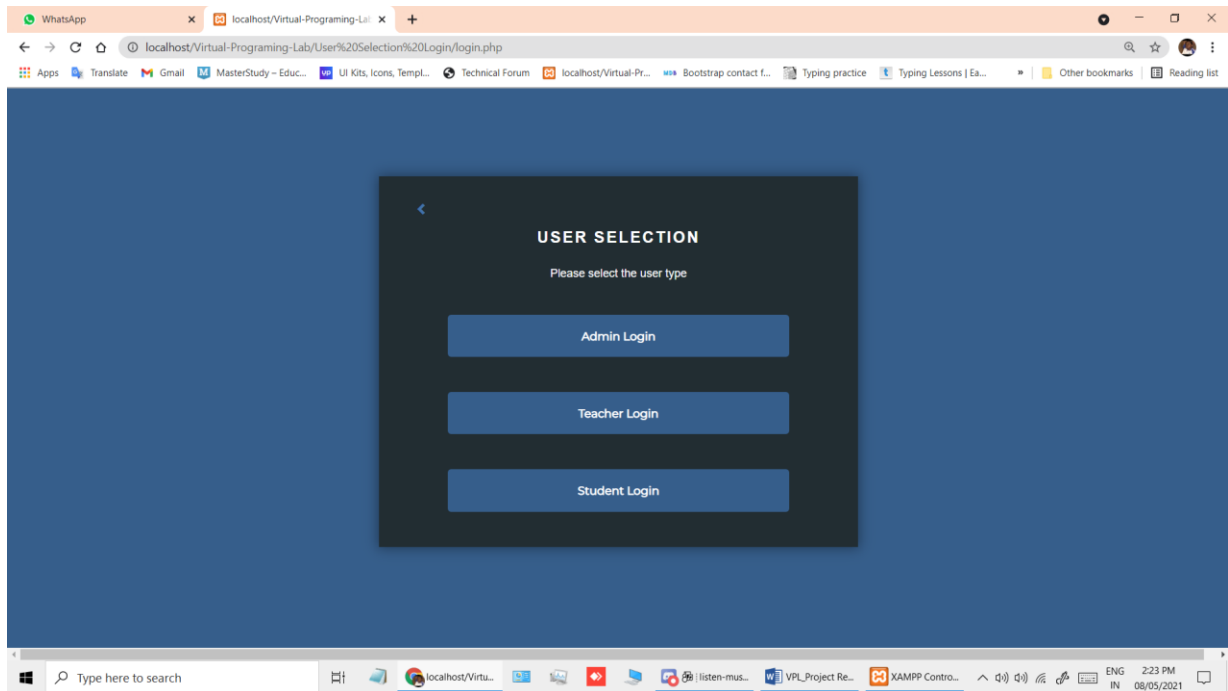 WhatsApp
localhost/Virtual-Programing-Lal
localhost/Virtual-Programing-Lab/User%20Selection%20Login/login.php
Apps Translate Gmail MasterStudy – Educ... UI Kits, Icons, Templ... Technical Forum localhost/Virtual-Pr... Bootstrap contact f... Typing practice Typing Lessons | Ea... » Other bookmarks Reading list
USER SELECTION
Please select the user type
Admin Login
Teacher Login
Student Login
Type here to search localhost/Virtu... | listen-mus... VPL_Project Re... XAMPP Contro... ENG 2:23 PM
IN 08/05/2021